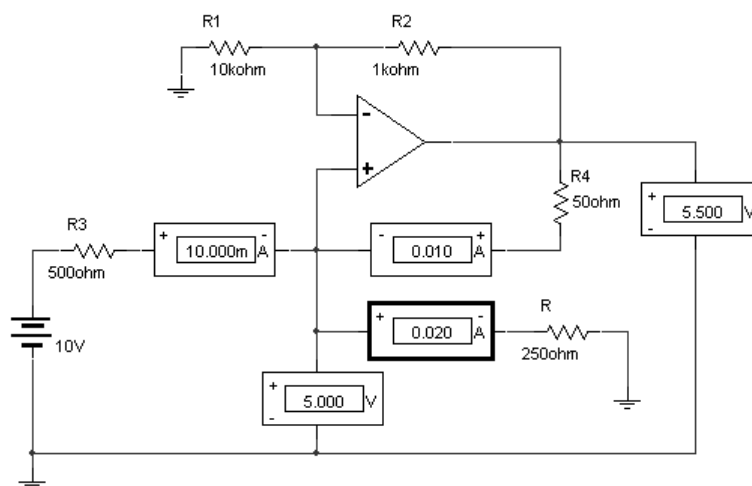 R1
R2
10kohm
1kohm
-
+
R4
50ohm
+
5.500
V
-
R3
500ohm
+
10.000m
-
A
-
0.010
+
A
+
0.020
-
A
R
250ohm
10V
+
5.000
V
-